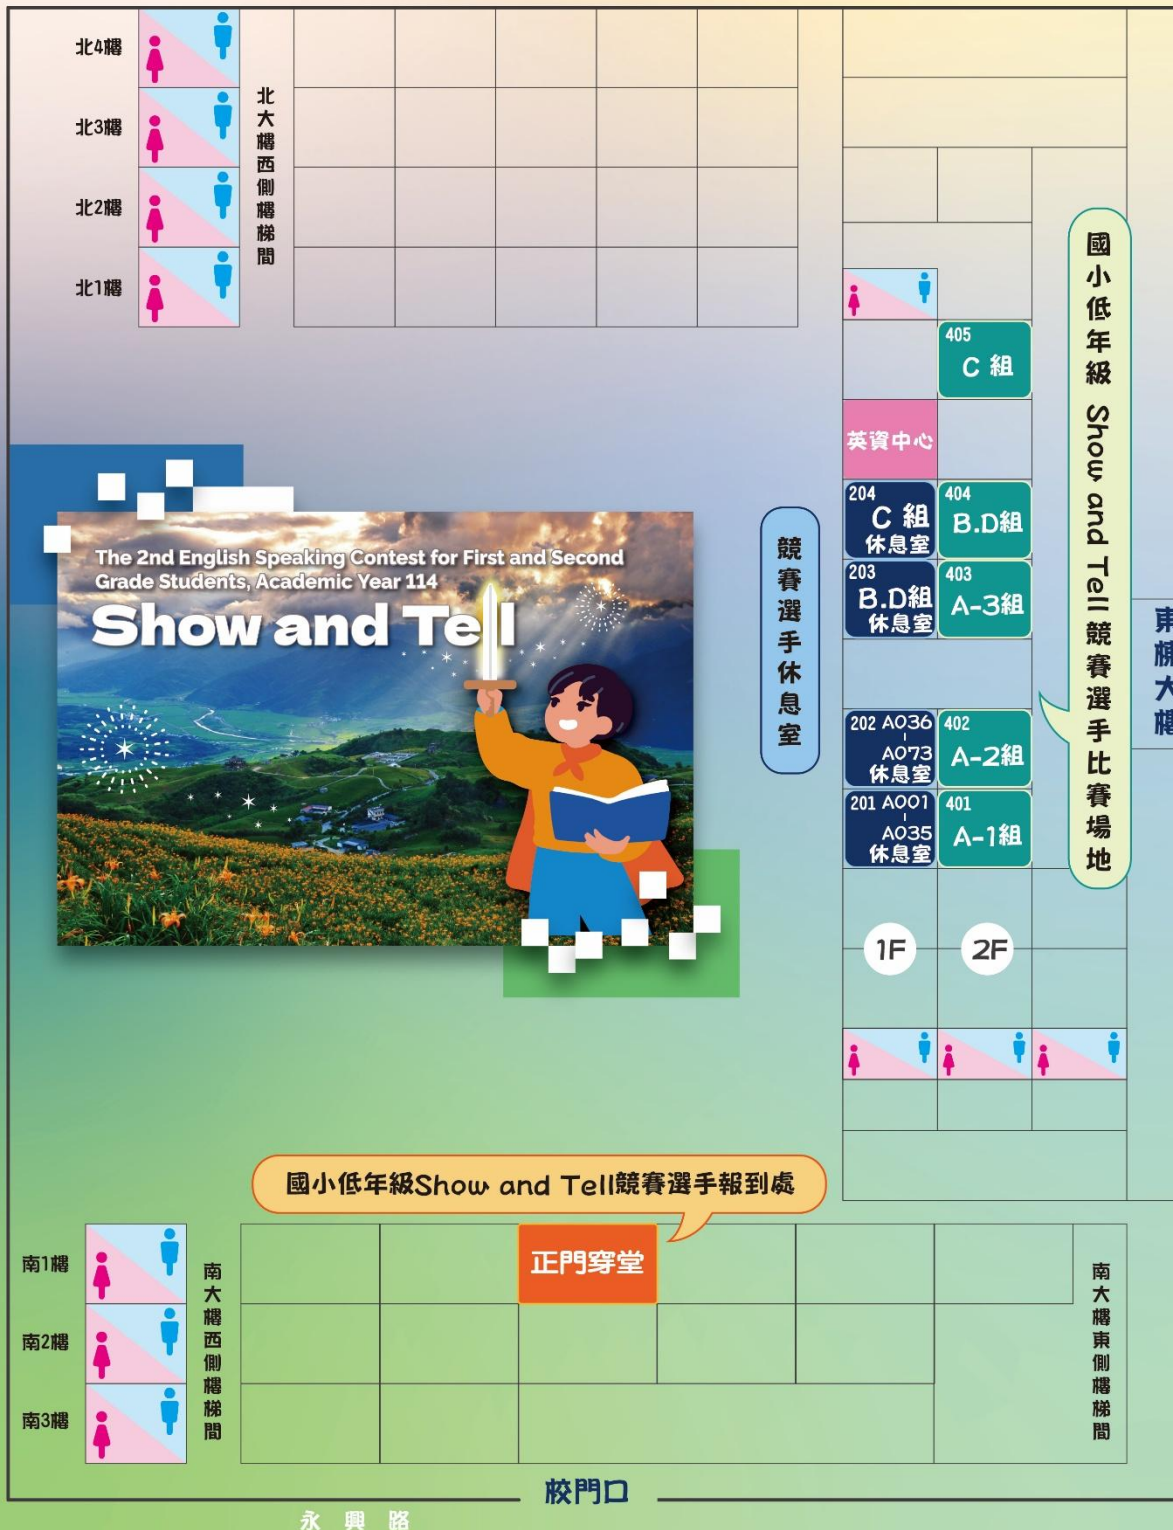 北4樓
北3樓
北2樓
北1樓
北大樓西側樓梯間
國小低年級 Show and Tell 競賽選手比賽場地
405
C 組
英資中心
204
C 組
休息室
404
B.D組
203
B.D組
休息室
403
A-3組
競賽選手休息室
202 A036
-
A073
休息室
402
A-2組
201 A001
-
A035
休息室
401
A-1組
東棟大樓
The 2nd English Speaking Contest for First and Second
Grade Students, Academic Year 114
Show and Tell
1F
2F
國小低年級Show and Tell競賽選手報到處
正門穿堂
南1樓
南2樓
南3樓
南大樓西側樓梯間
南大樓東側樓梯間
校門口
永興路